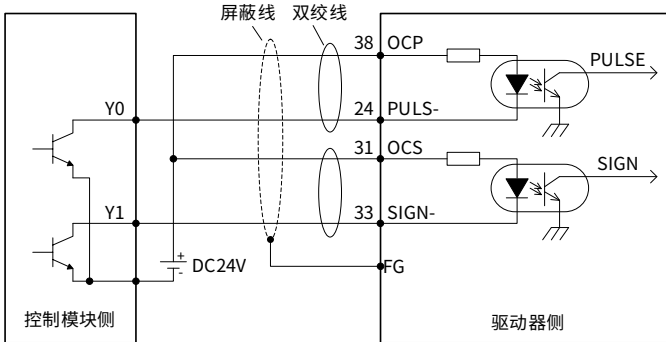 屏蔽线 双绞线
38 OCP
PULSE
Y0
24 PULS-
31 OCS
SIGN
Y1
33 SIGN-
+
-
DC24V
FG
控制模块侧
驱动器侧